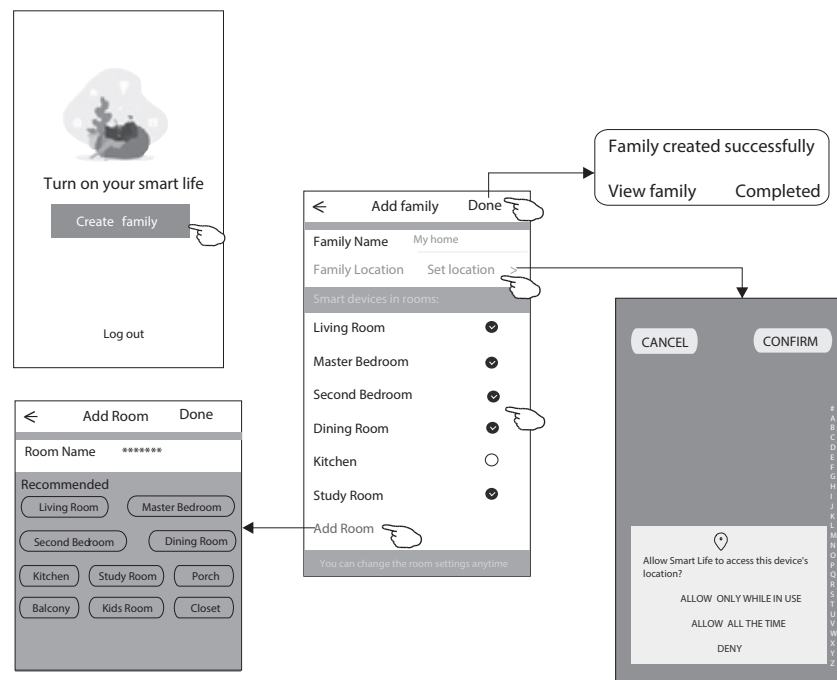 Turn on your smart life
Create family
Log out
Add family Done
Family Name My home
Family Location Set location >
Smart devices in rooms:
Living Room
Master Bedroom
Second Bedroom
Dining Room
Kitchen
Study Room
Add Room
You can change the room settings anytime
Family created successfully
View family Completed
CANCEL CONFIRM
Allow Smart Life to access this device's
location?
ALLOW ONLY WHILE IN USE
ALLOW ALL THE TIME
DENY
#
A
B
C
D
E
F
G
H
I
J
K
L
M
N
O
P
Q
R
S
T
U
V
W
X
Y
Z
Add Room Done
Room Name *******
Recommended
Living Room Master Bedroom
Second Bedroom Dining Room
Kitchen Study Room Porch
Balcony Kids Room Closet